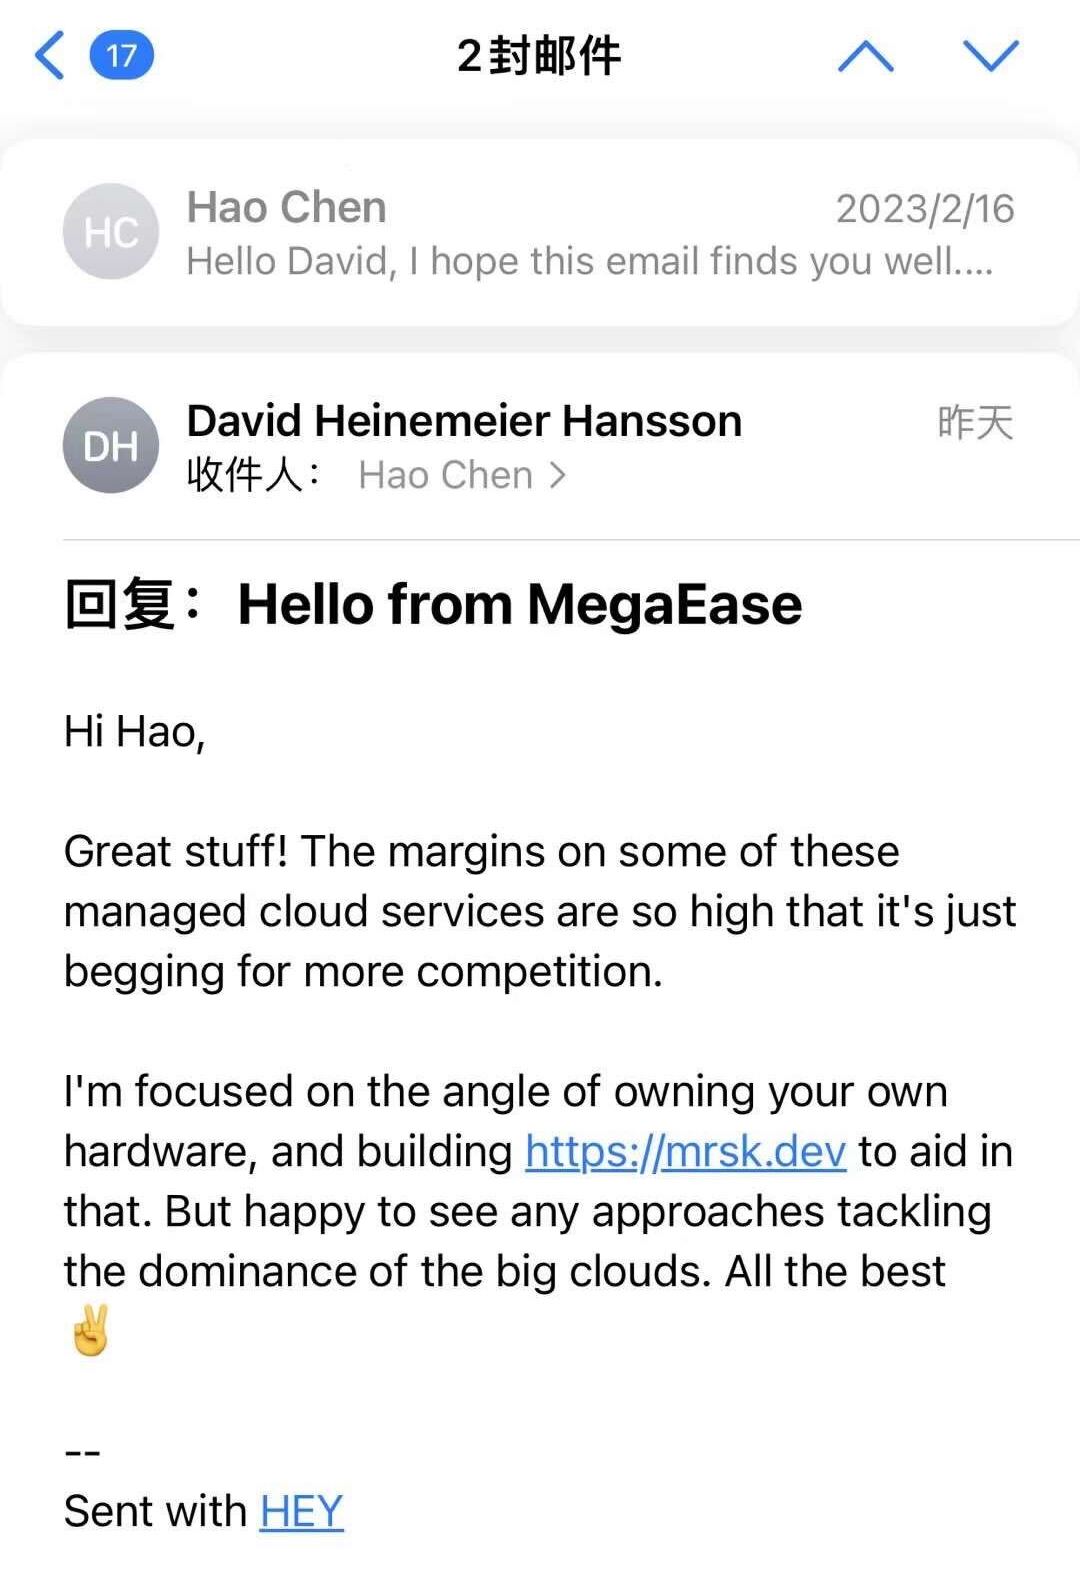 17
2封邮件
HC
Hao Chen
2023/2/16
Hello David, I hope this email finds you well....
DH
David Heinemeier Hansson
昨天
收件人： Hao Chen >
回复：Hello from MegaEase
Hi Hao,
Great stuff! The margins on some of these
managed cloud services are so high that it's just
begging for more competition.
I'm focused on the angle of owning your own
hardware, and building https://mrsk.dev to aid in
that. But happy to see any approaches tackling
the dominance of the big clouds. All the best
✌️
--
Sent with HEY